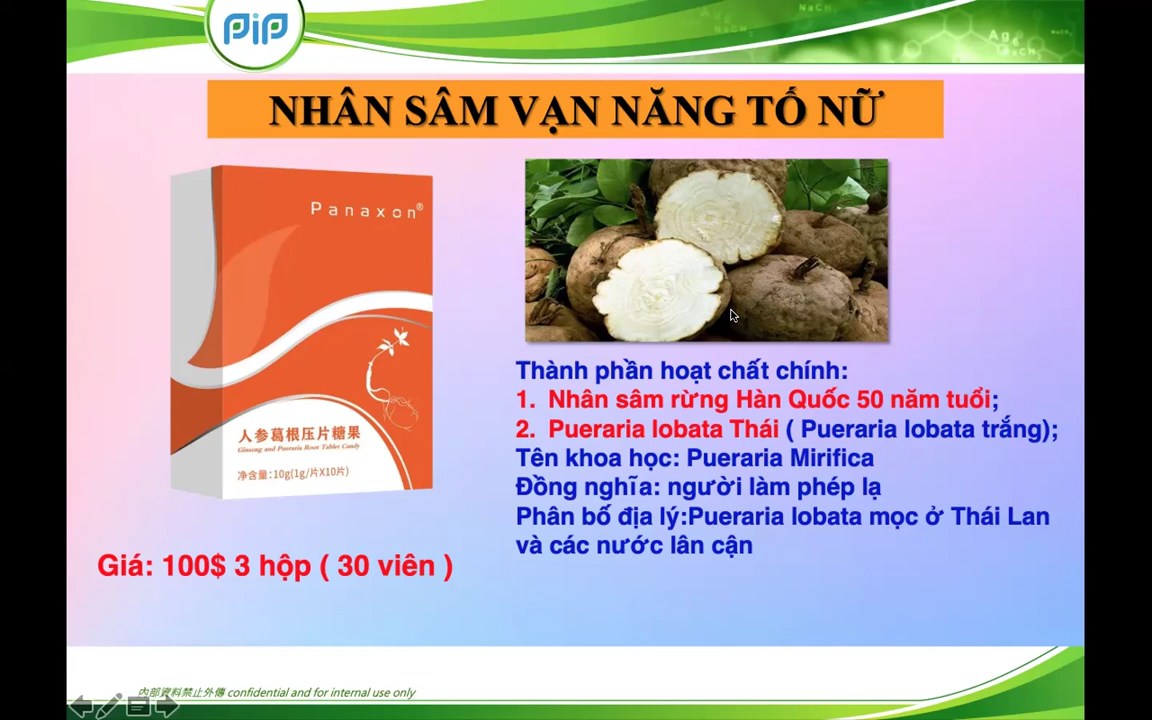 PiP
NHÂN SÂM VẠN NĂNG TỐ NỮ
Panaxon®
人参葛根压片糖果
Ginseng and Pueraria Root Tablet Candy
净含量:10g(1g/片X10片)
Giá: 100$ 3 hộp ( 30 viên )
Thành phần hoạt chất chính:
1. Nhân sâm rừng Hàn Quốc 50 năm tuổi;
2. Pueraria lobata Thái ( Pueraria lobata trắng);
Tên khoa học: Pueraria Mirifica
Đồng nghĩa: người làm phép lạ
Phân bố địa lý:Pueraria lobata mọc ở Thái Lan
và các nước lân cận
內部資料禁止外傳 confidential and for internal use only